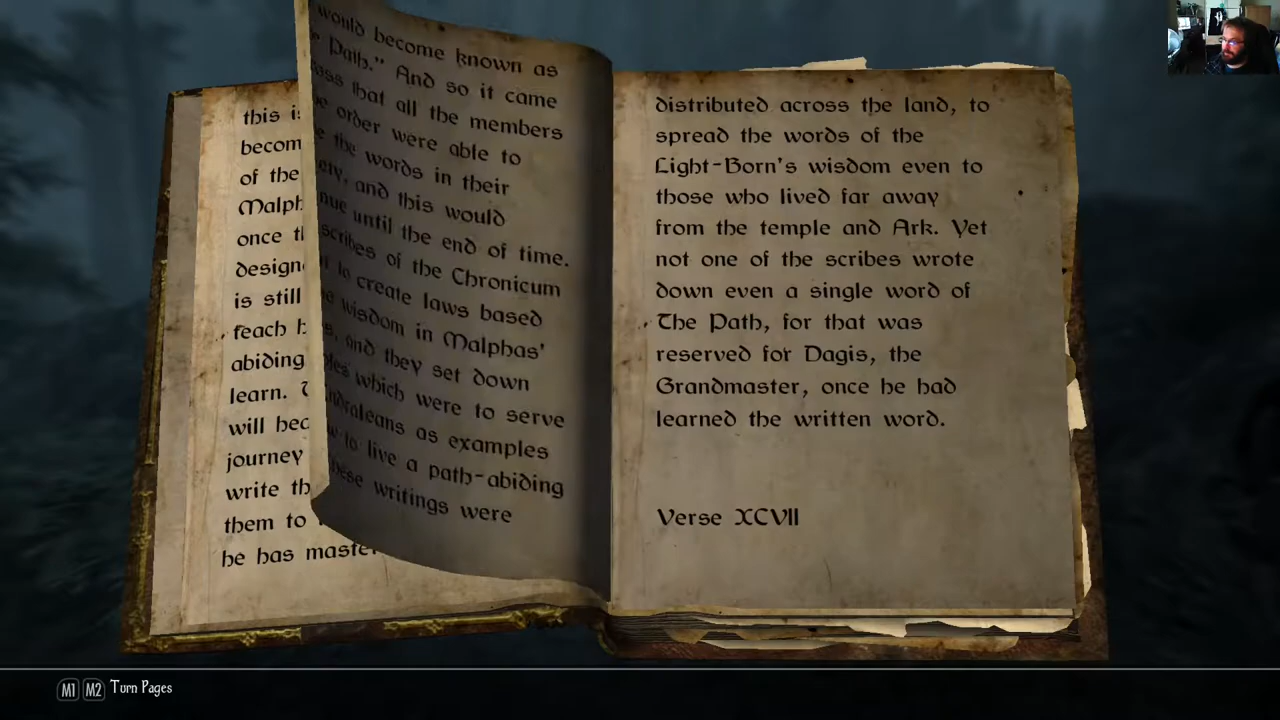 this is
becom
of the
Malph
once th
design
is still
teach h
abiding
learn.
will hec
journey
write th
them to
he has master
would become known as
Path." And so it came
that all the members
order were able to
the words in their
and this would
until the end of time.
scribes of the Chronicum
to create laws based
wisdom in Malphas'
and they set down
which were to serve
as examples
to live a path-abiding
these writings were
distributed across the land, to
spread the words of the
Light-Born's wisdom even to
those who lived far away
from the temple and Ark. Yet
not one of the scribes wrote
down even a single word of
The Path, for that was
reserved for Dagis, the
Grandmaster, once he had
learned the written word.
Verse XCVII
M1 M2 Turn Pages